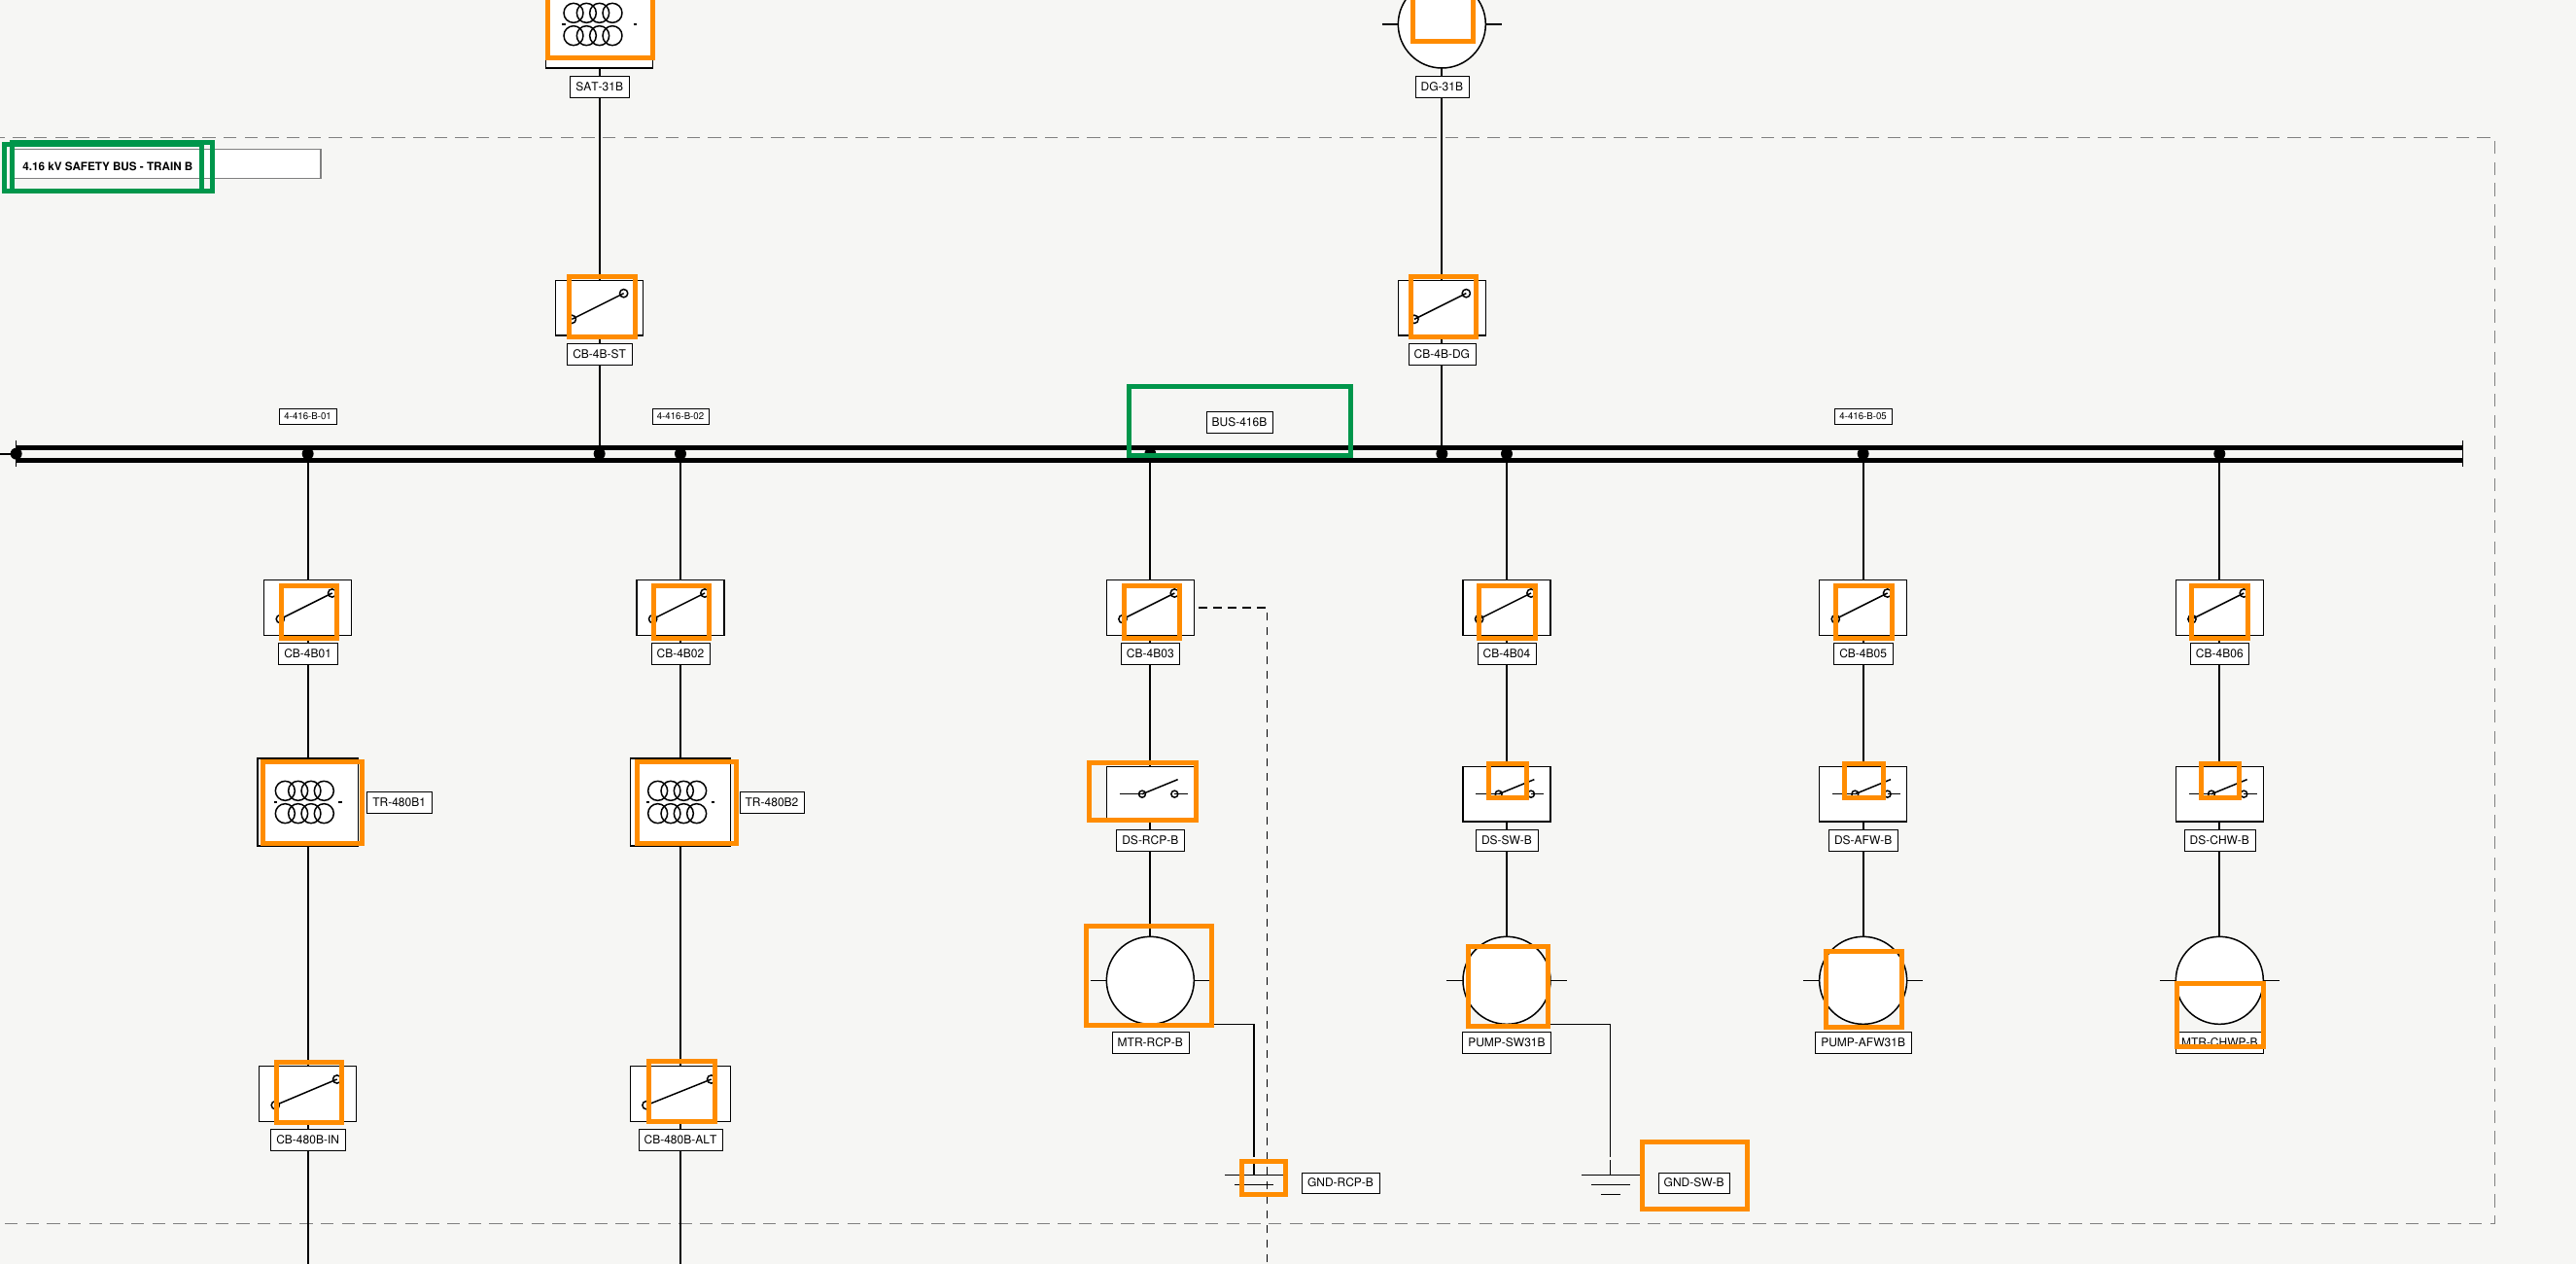 SAT-31B
DG-31B
4.16 kV SAFETY BUS - TRAIN B
CB-4B-ST
CB-4B-DG
4-416-B-01
4-416-B-02
BUS-416B
4-416-B-05
CB-4B01
CB-4B02
CB-4B03
CB-4B04
CB-4B05
CB-4B06
TR-480B1
TR-480B2
DS-RCP-B
DS-SW-B
DS-AFW-B
DS-CHW-B
MTR-RCP-B
PUMP-SW31B
PUMP-AFW31B
MTR-CHWP-B
CB-480B-IN
CB-480B-ALT
GND-RCP-B
GND-SW-B